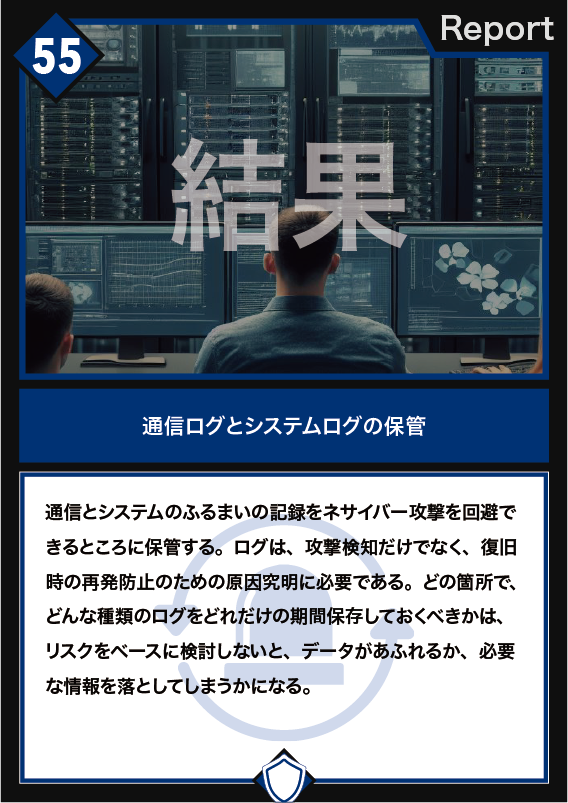 Report
55
結果
通信ログとシステムログの保管
通信とシステムのふるまいの記録をネサイバー攻撃を回避で
きるところに保管する。ログは、攻撃検知だけでなく、復旧
時の再発防止のための原因究明に必要である。どの箇所で、
どんな種類のログをどれだけの期間保存しておくべきかは、
リスクをベースに検討しないと、データがあふれるか、必要
な情報を落としてしまうかになる。